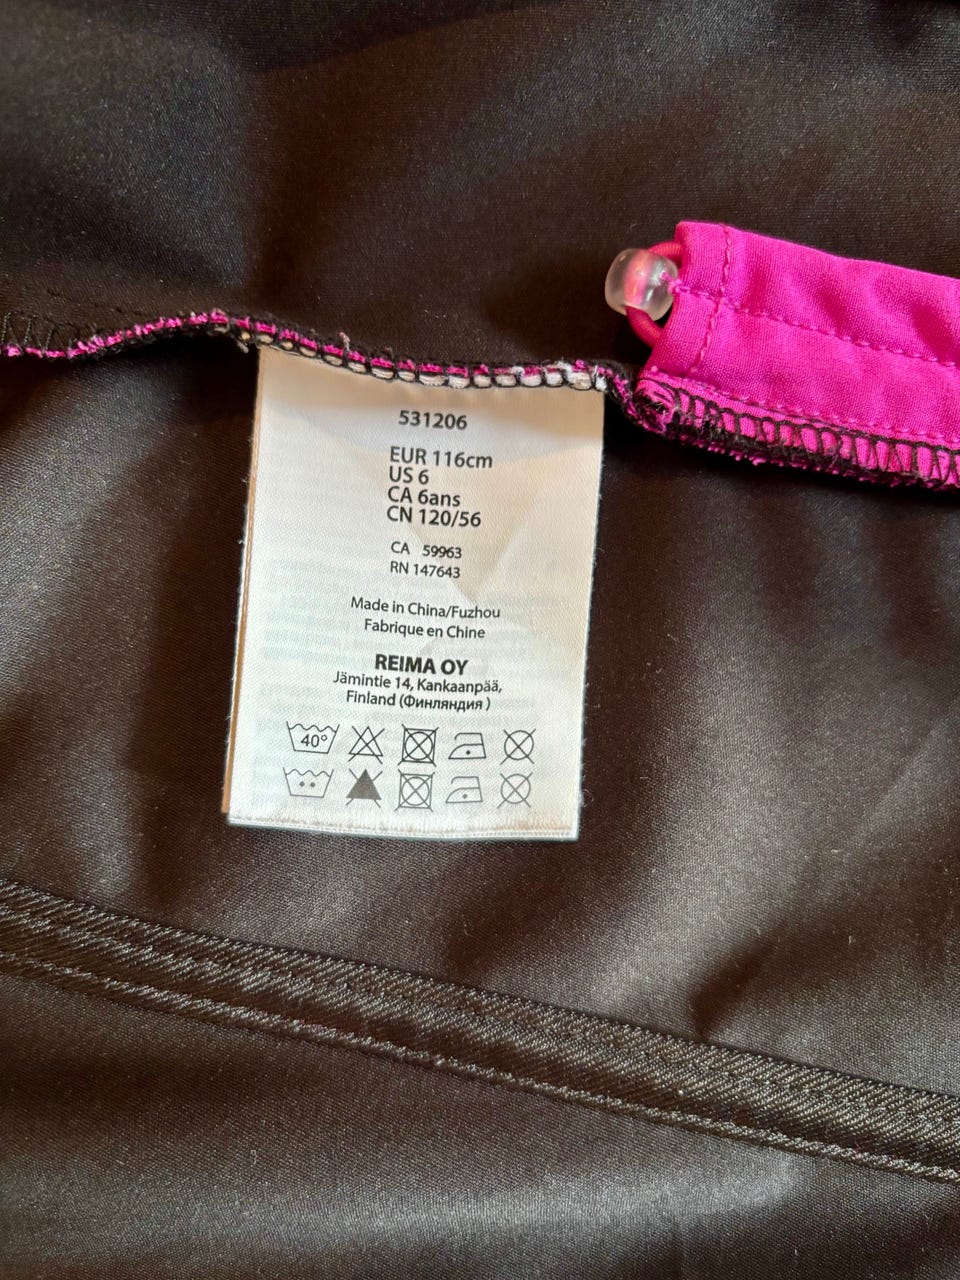 531206
EUR 116cm
US 6
CA 6ans
CN 120/56
CA 59963
RN 147643
Made in China/Fuzhou
Fabrique en Chine
REIMA OY
Jämintie 14, Kankaanpää,
Finland (Финляндия )
40°